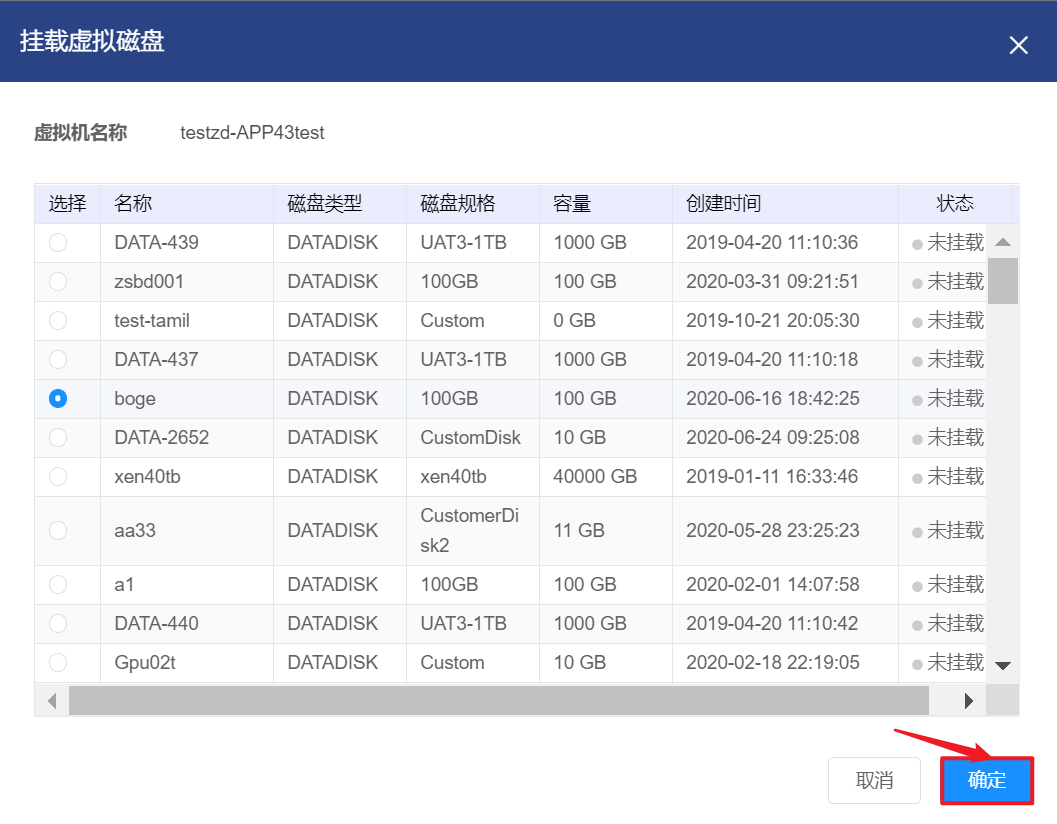 挂载虚拟磁盘
虚拟机名称 testzd-APP43test
选择 名称 磁盘类型 磁盘规格 容量 创建时间 状态
DATA-439 DATADISK UAT3-1TB 1000 GB 2019-04-20 11:10:36 未挂载
zsbd001 DATADISK 100GB 100 GB 2020-03-31 09:21:51 未挂载
test-tamil DATADISK Custom 0 GB 2019-10-21 20:05:30 未挂载
DATA-437 DATADISK UAT3-1TB 1000 GB 2019-04-20 11:10:18 未挂载
boge DATADISK 100GB 100 GB 2020-06-16 18:42:25 未挂载
DATA-2652 DATADISK CustomDisk 10 GB 2020-06-24 09:25:08 未挂载
xen40tb DATADISK xen40tb 40000 GB 2019-01-11 16:33:46 未挂载
aa33 DATADISK CustomerDi
sk2 11 GB 2020-05-28 23:25:23 未挂载
a1 DATADISK 100GB 100 GB 2020-02-01 14:07:58 未挂载
DATA-440 DATADISK UAT3-1TB 1000 GB 2019-04-20 11:10:42 未挂载
Gpu02t DATADISK Custom 10 GB 2020-02-18 22:19:05 未挂载
取消 确定